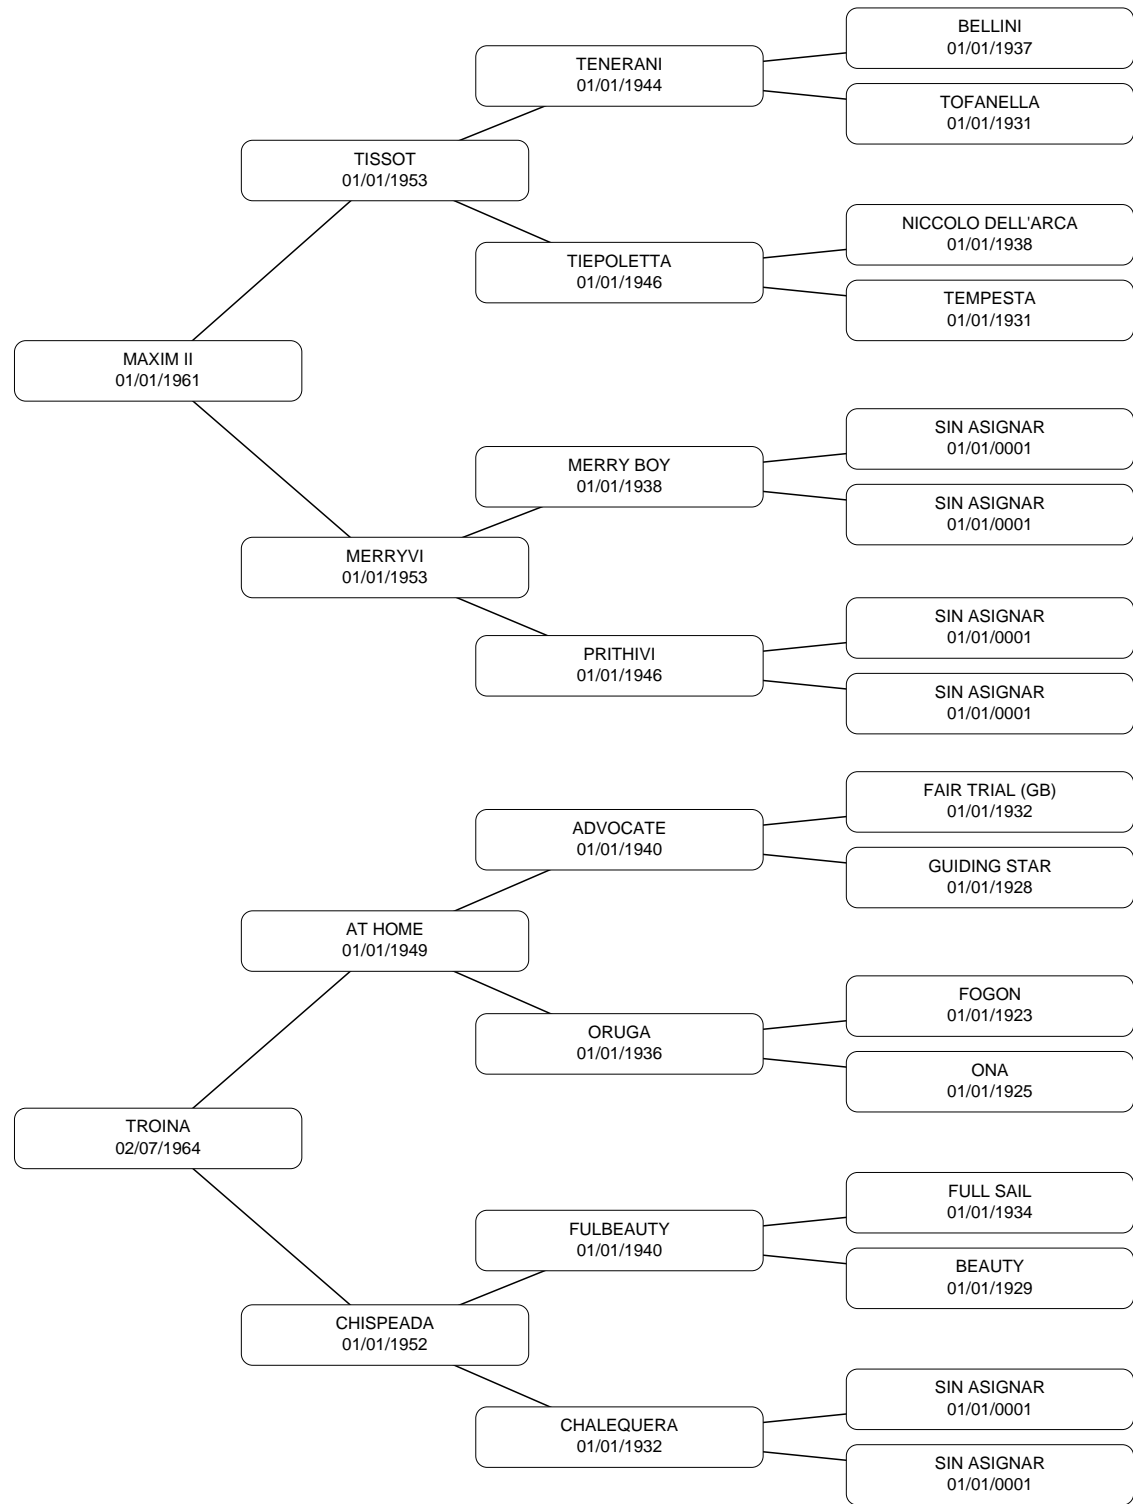 BELLINI
01/01/1937
TENERANI
01/01/1944
TOFANELLA
01/01/1931
TISSOT
01/01/1953
NICCOLO DELL'ARCA
01/01/1938
TIEPOLETTA
01/01/1946
TEMPESTA
01/01/1931
MAXIM II
01/01/1961
SIN ASIGNAR
01/01/0001
MERRY BOY
01/01/1938
SIN ASIGNAR
01/01/0001
MERRYVI
01/01/1953
SIN ASIGNAR
01/01/0001
PRITHIVI
01/01/1946
SIN ASIGNAR
01/01/0001
FAIR TRIAL (GB)
01/01/1932
ADVOCATE
01/01/1940
GUIDING STAR
01/01/1928
AT HOME
01/01/1949
FOGON
01/01/1923
ORUGA
01/01/1936
ONA
01/01/1925
TROINA
02/07/1964
FULL SAIL
01/01/1934
FULBEAUTY
01/01/1940
BEAUTY
01/01/1929
CHISPEADA
01/01/1952
SIN ASIGNAR
01/01/0001
CHALEQUERA
01/01/1932
SIN ASIGNAR
01/01/0001